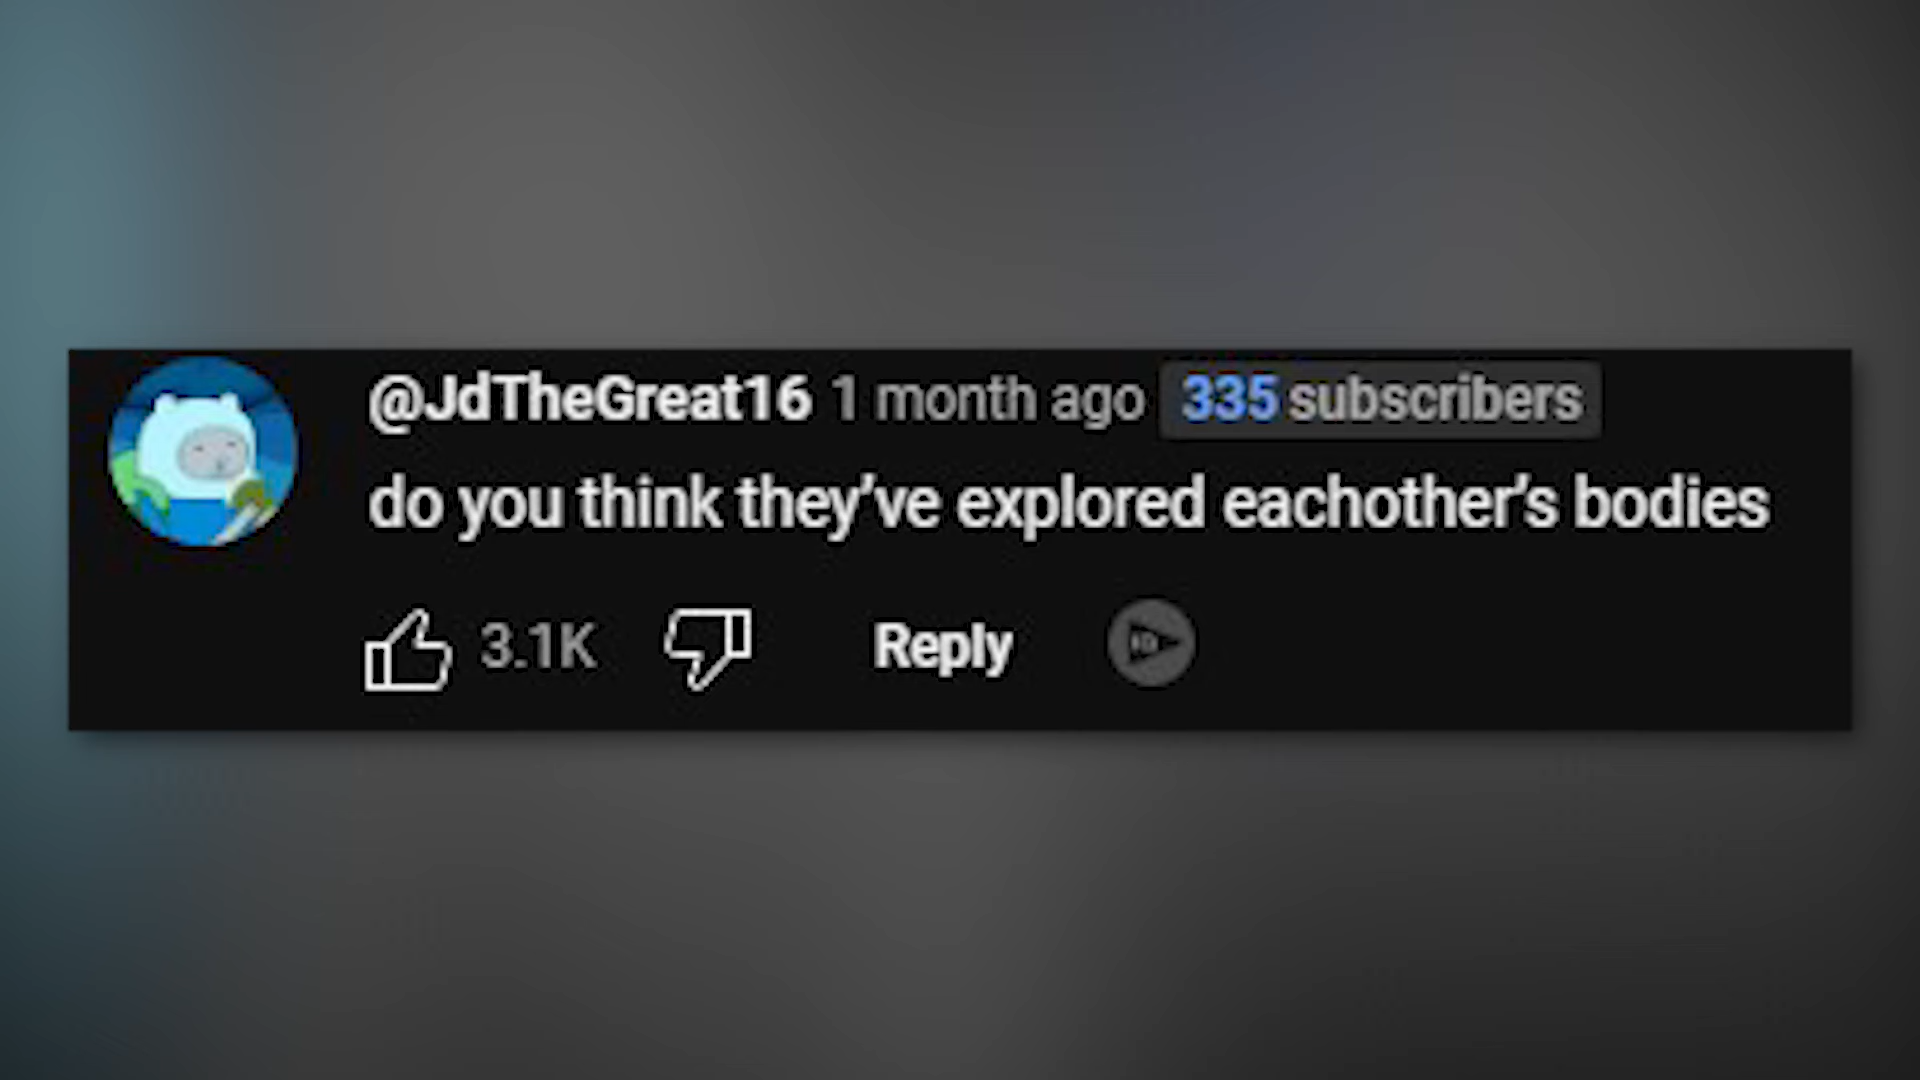 @JdTheGreat16 1 month ago 335 subscribers
do you think they've explored eachother's bodies
3.1K Reply